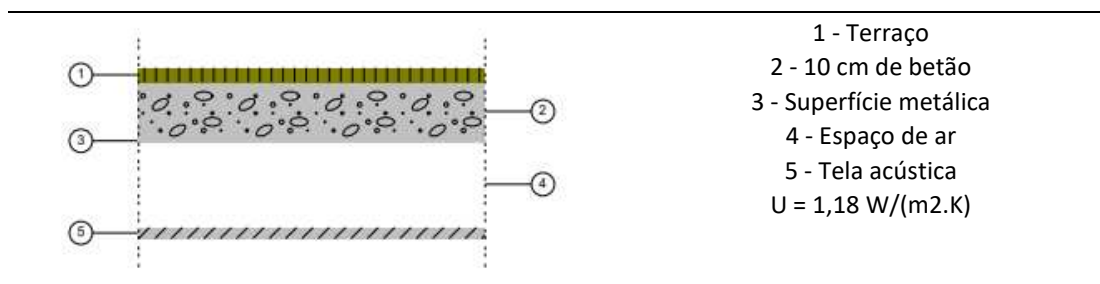 1
2
3
4
5
1 - Terraço
2 - 10 cm de betão
3 - Superfície metálica
4 - Espaço de ar
5 - Tela acústica
U = 1,18 W/(m2.K)